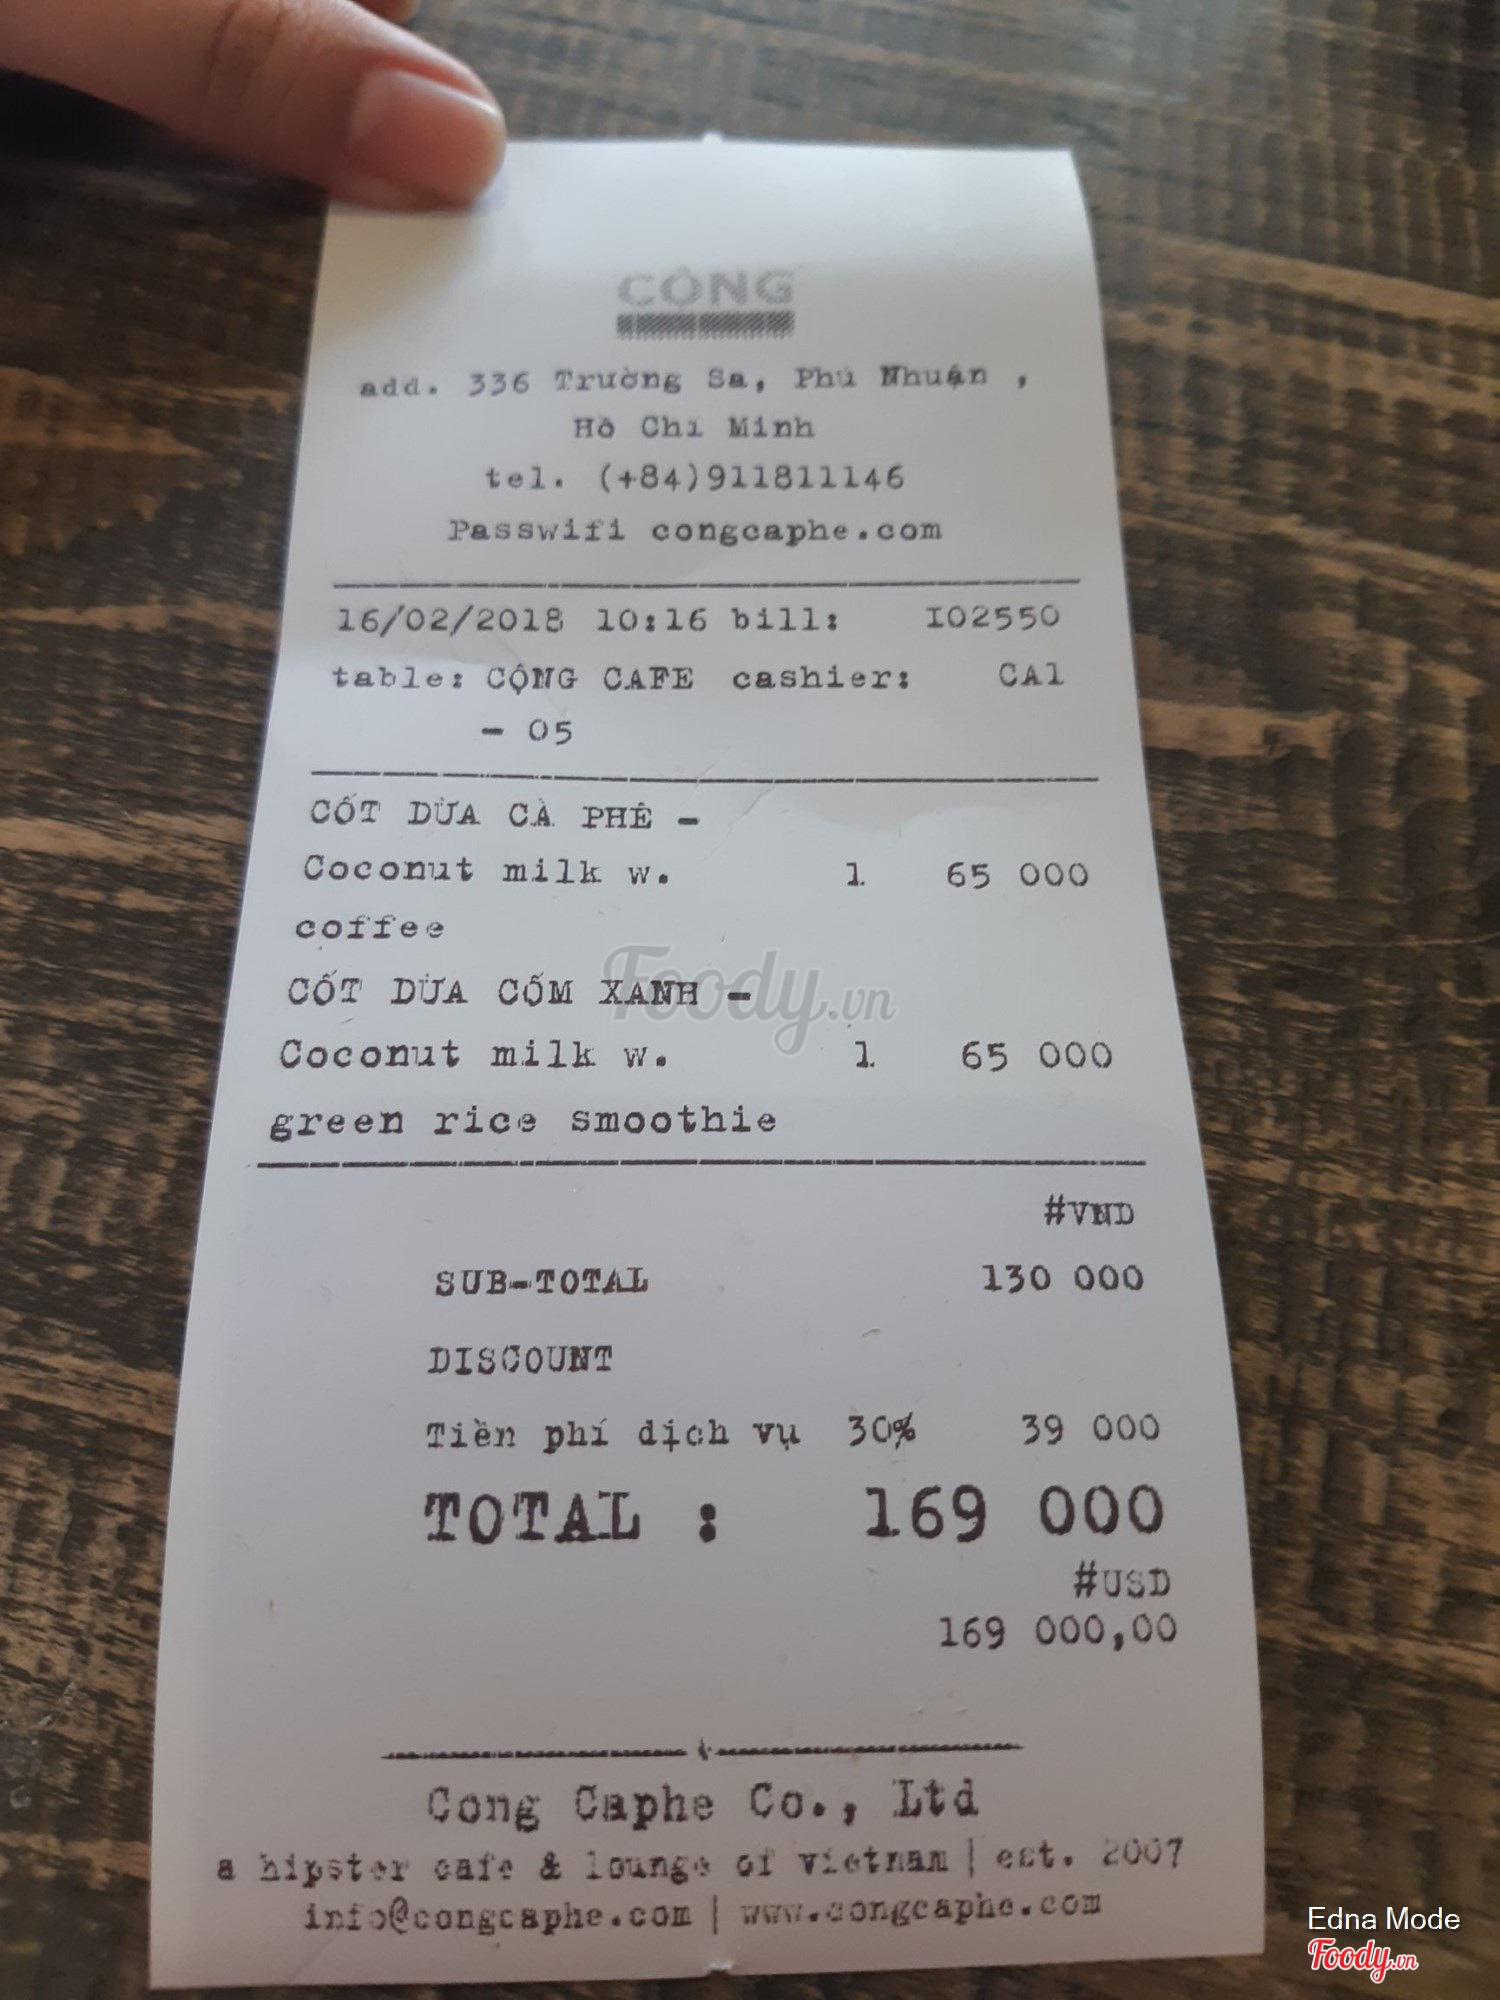 CỘNG
add. 336 Trường Sa, Phú Nhuận ,
Hồ Chí Minh
tel. (+84)911811146
Passwifi congcaphe.com
16/02/2018 10:16 bill: I02550
table: CỘNG CAFE cashier: CA1
- 05
CỐT DỪA CÀ PHÊ -
Coconut milk w. 1 65 000
coffee
CỐT DỪA CỐM XANH -
Coconut milk w. 1 65 000
green rice smoothie
#VND
SUB-TOTAL 130 000
DISCOUNT
Tiền phí dịch vụ 30% 39 000
TOTAL : 169 000
#USD
169 000,00
Cong Caphe Co., Ltd
a hipster cafe & lounge of vietnam | est. 2007
info@congcaphe.com | www.congcaphe.com
Foody.vn
Edna Mode
Foody.vn